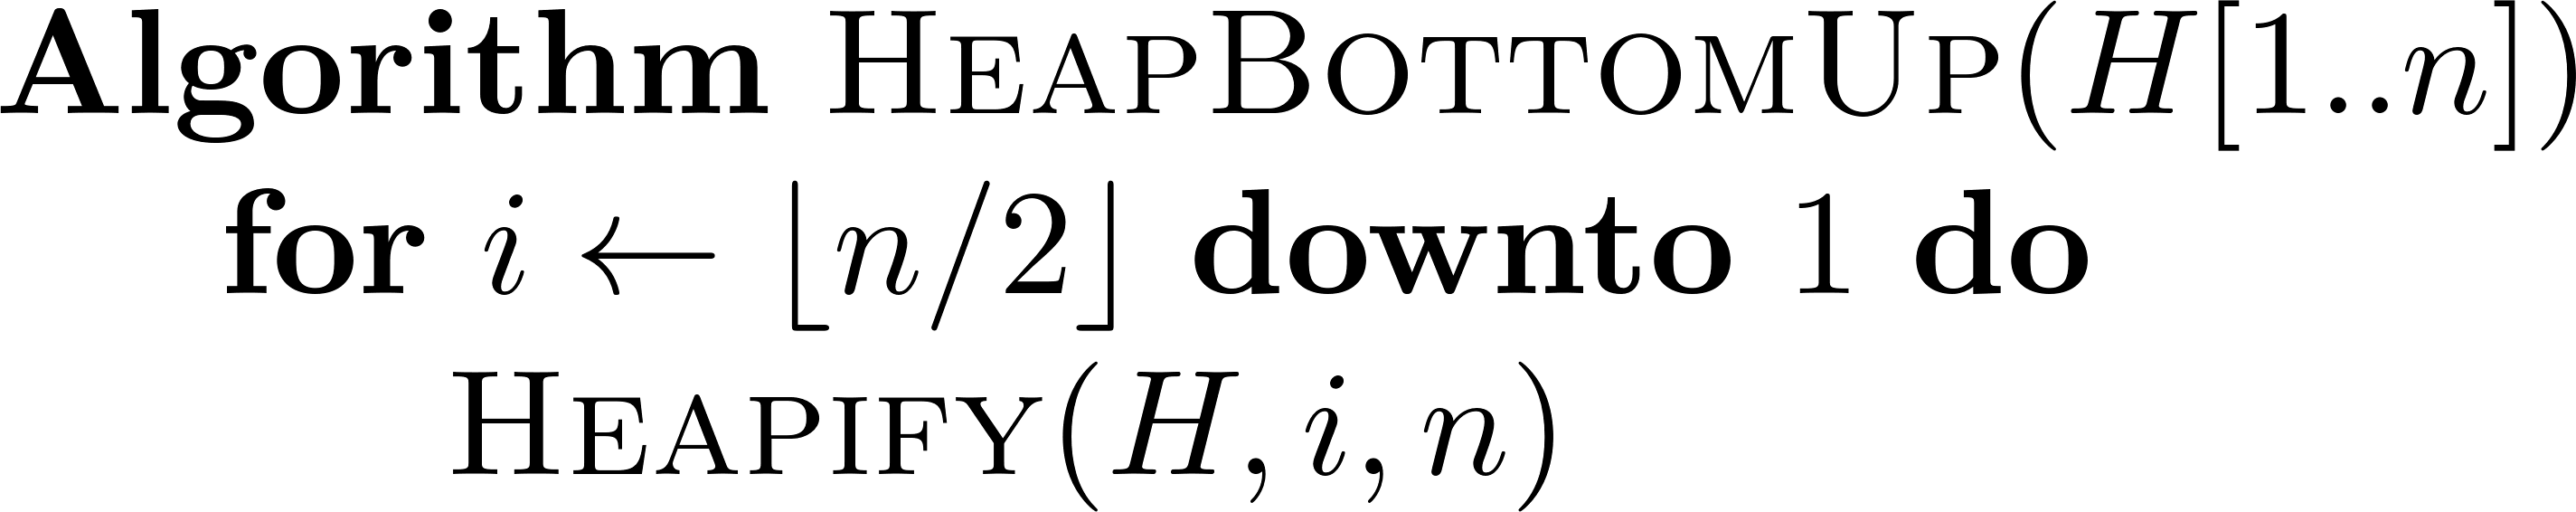 Algorithm HEAPBOTTOMUP(H[1..n])
for i ← ⌊n/2⌋ downto 1 do
HEAPIFY(H, i, n)